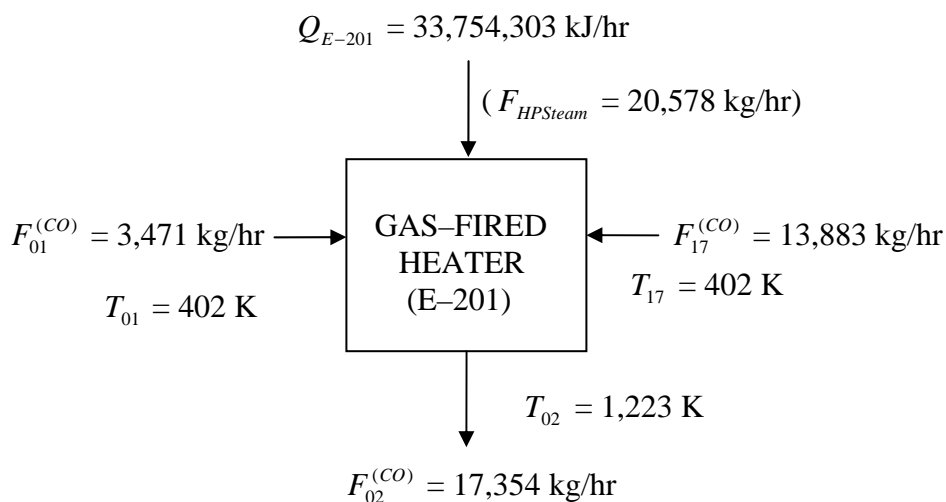 Q_{E−201} = 33,754,303 kJ/hr
( F_{HPSteam} = 20,578 kg/hr)
F_{01}^{(CO)} = 3,471 kg/hr
T_{01} = 402 K
GAS–FIRED
HEATER
(E–201)
F_{17}^{(CO)} = 13,883 kg/hr
T_{17} = 402 K
T_{02} = 1,223 K
F_{02}^{(CO)} = 17,354 kg/hr